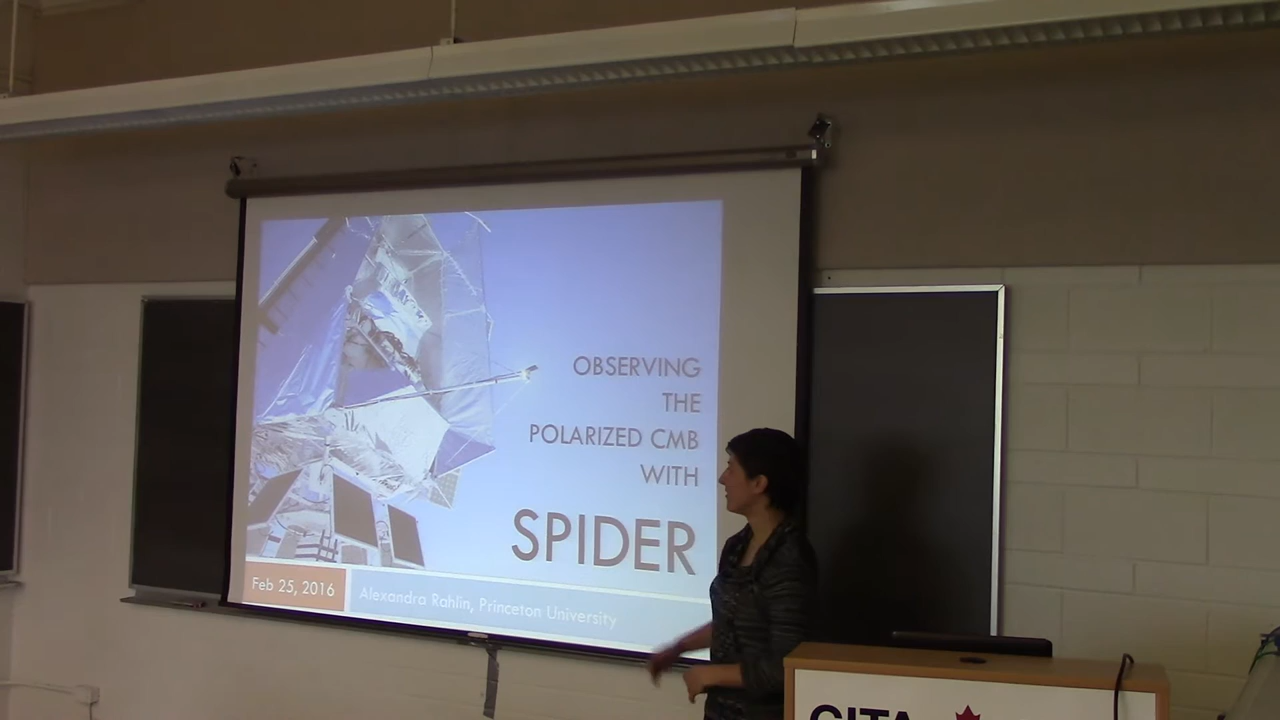 OBSERVING
THE
POLARIZED CMB
WITH
SPIDER
Feb 25, 2016
Alexandra Rahlin, Princeton University
CITA